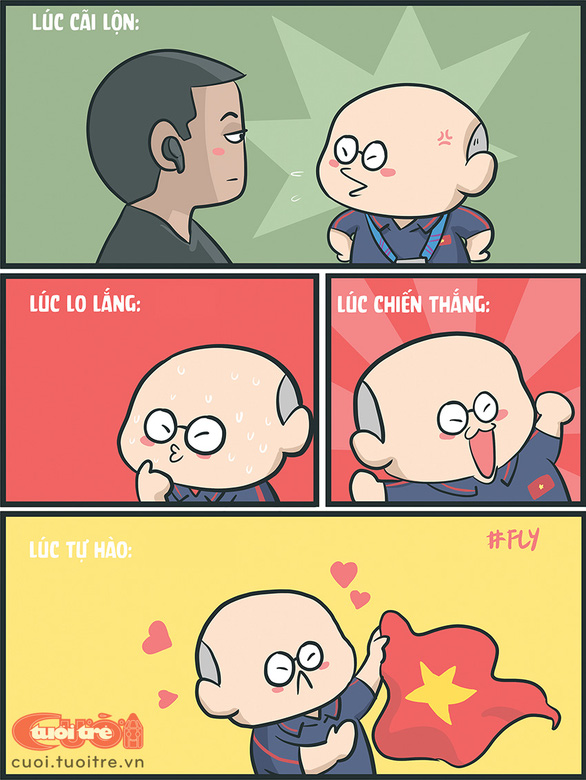 LÚC CÃI LỘN:
LÚC LO LẮNG:
LÚC CHIẾN THẮNG:
LÚC TỰ HÀO:
#FLY
tuổi trẻ
CƯỜI
cuoi.tuoitre.vn